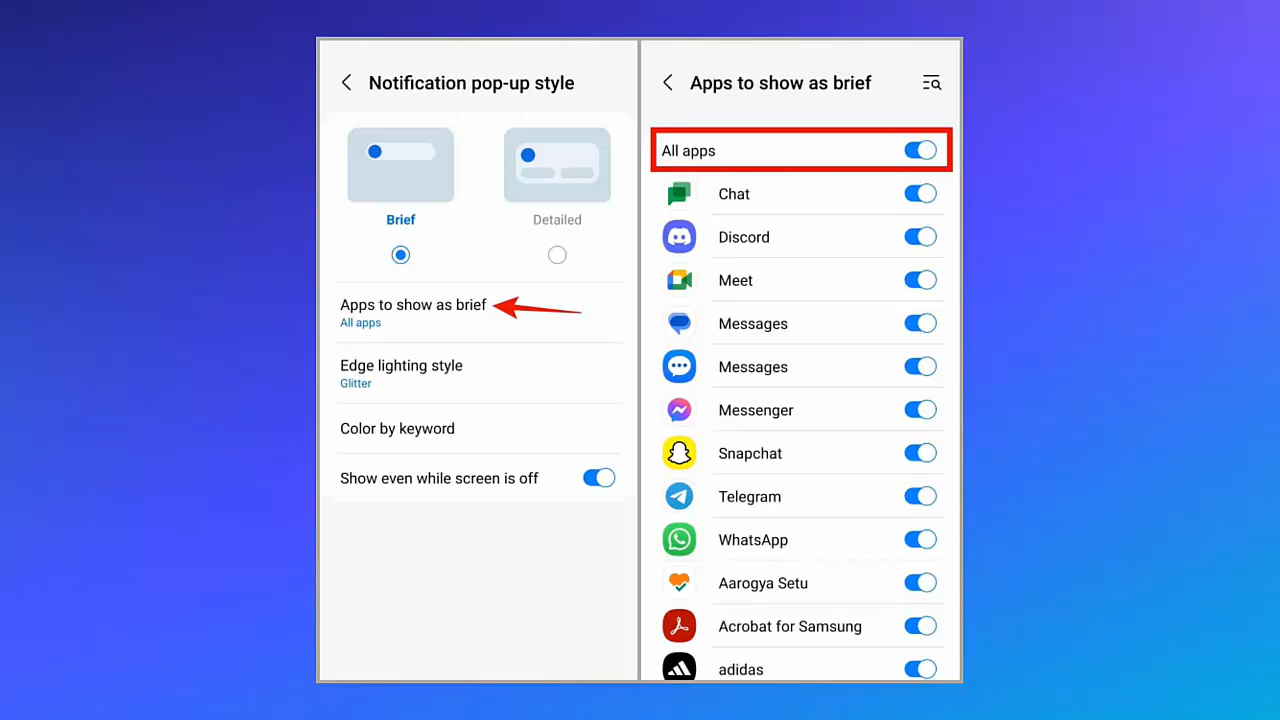 Notification pop-up style
Brief
Detailed
Apps to show as brief
All apps
Edge lighting style
Glitter
Color by keyword
Show even while screen is off
Apps to show as brief
All apps
Chat
Discord
Meet
Messages
Messages
Messenger
Snapchat
Telegram
WhatsApp
Aarogya Setu
Acrobat for Samsung
adidas